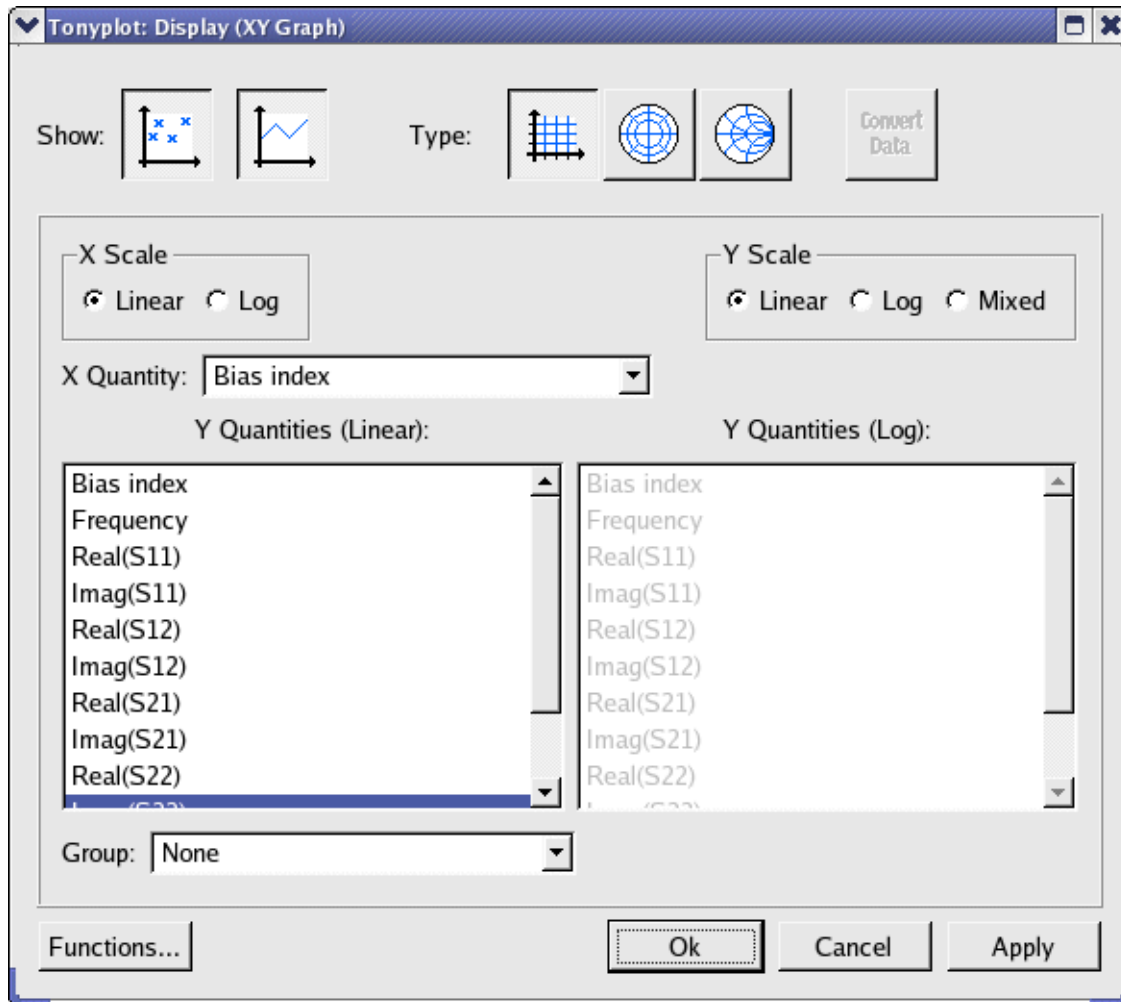 Tonyplot: Display (XY Graph)
Show:
Type:
Convert
Data
X Scale
Linear
Log
Y Scale
Linear
Log
Mixed
X Quantity:
Bias index
Y Quantities (Linear):
Y Quantities (Log):
Bias index
Frequency
Real(S11)
Imag(S11)
Real(S12)
Imag(S12)
Real(S21)
Imag(S21)
Real(S22)
Bias index
Frequency
Real(S11)
Imag(S11)
Real(S12)
Imag(S12)
Real(S21)
Imag(S21)
Real(S22)
Group:
None
Functions...
Ok
Cancel
Apply